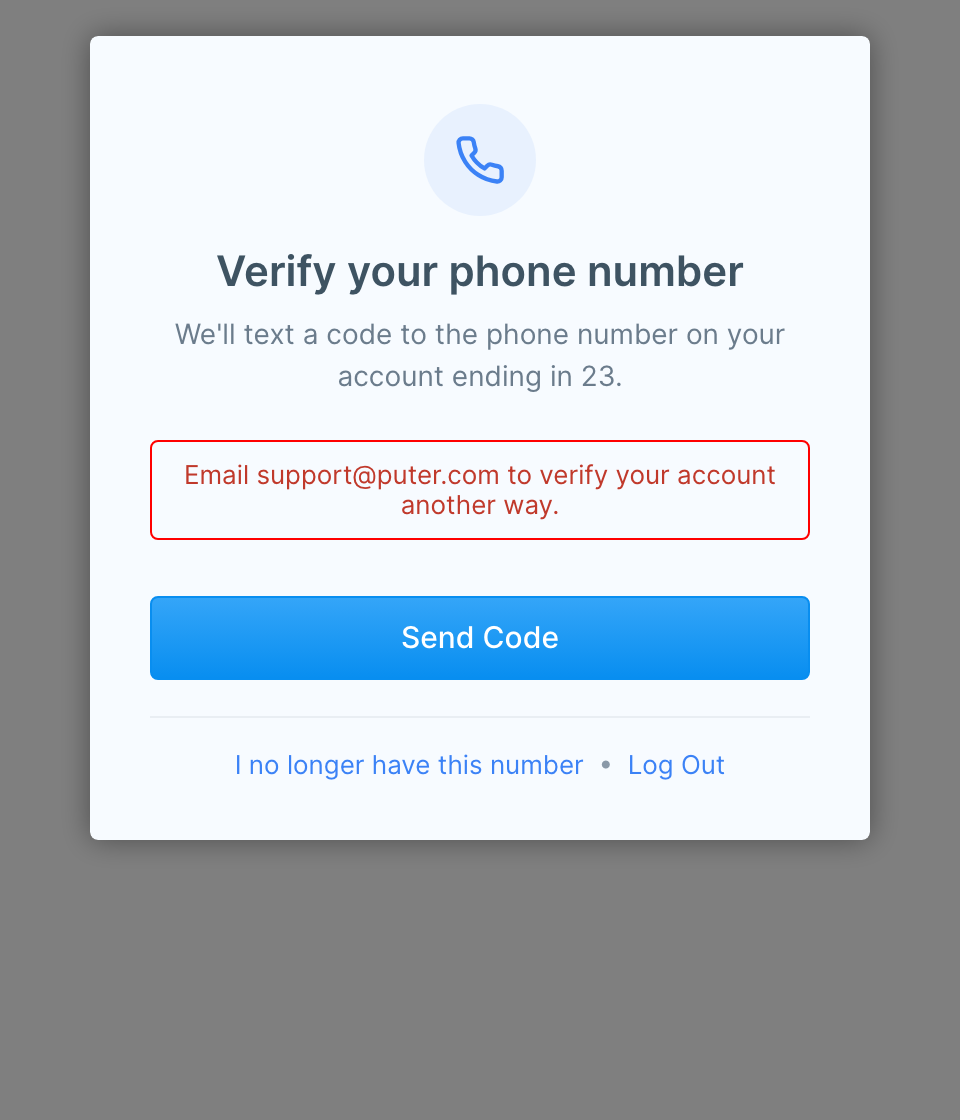 Verify your phone number
We'll text a code to the phone number on your
account ending in 23.
Email support@puter.com to verify your account
another way.
Send Code
I no longer have this number • Log Out